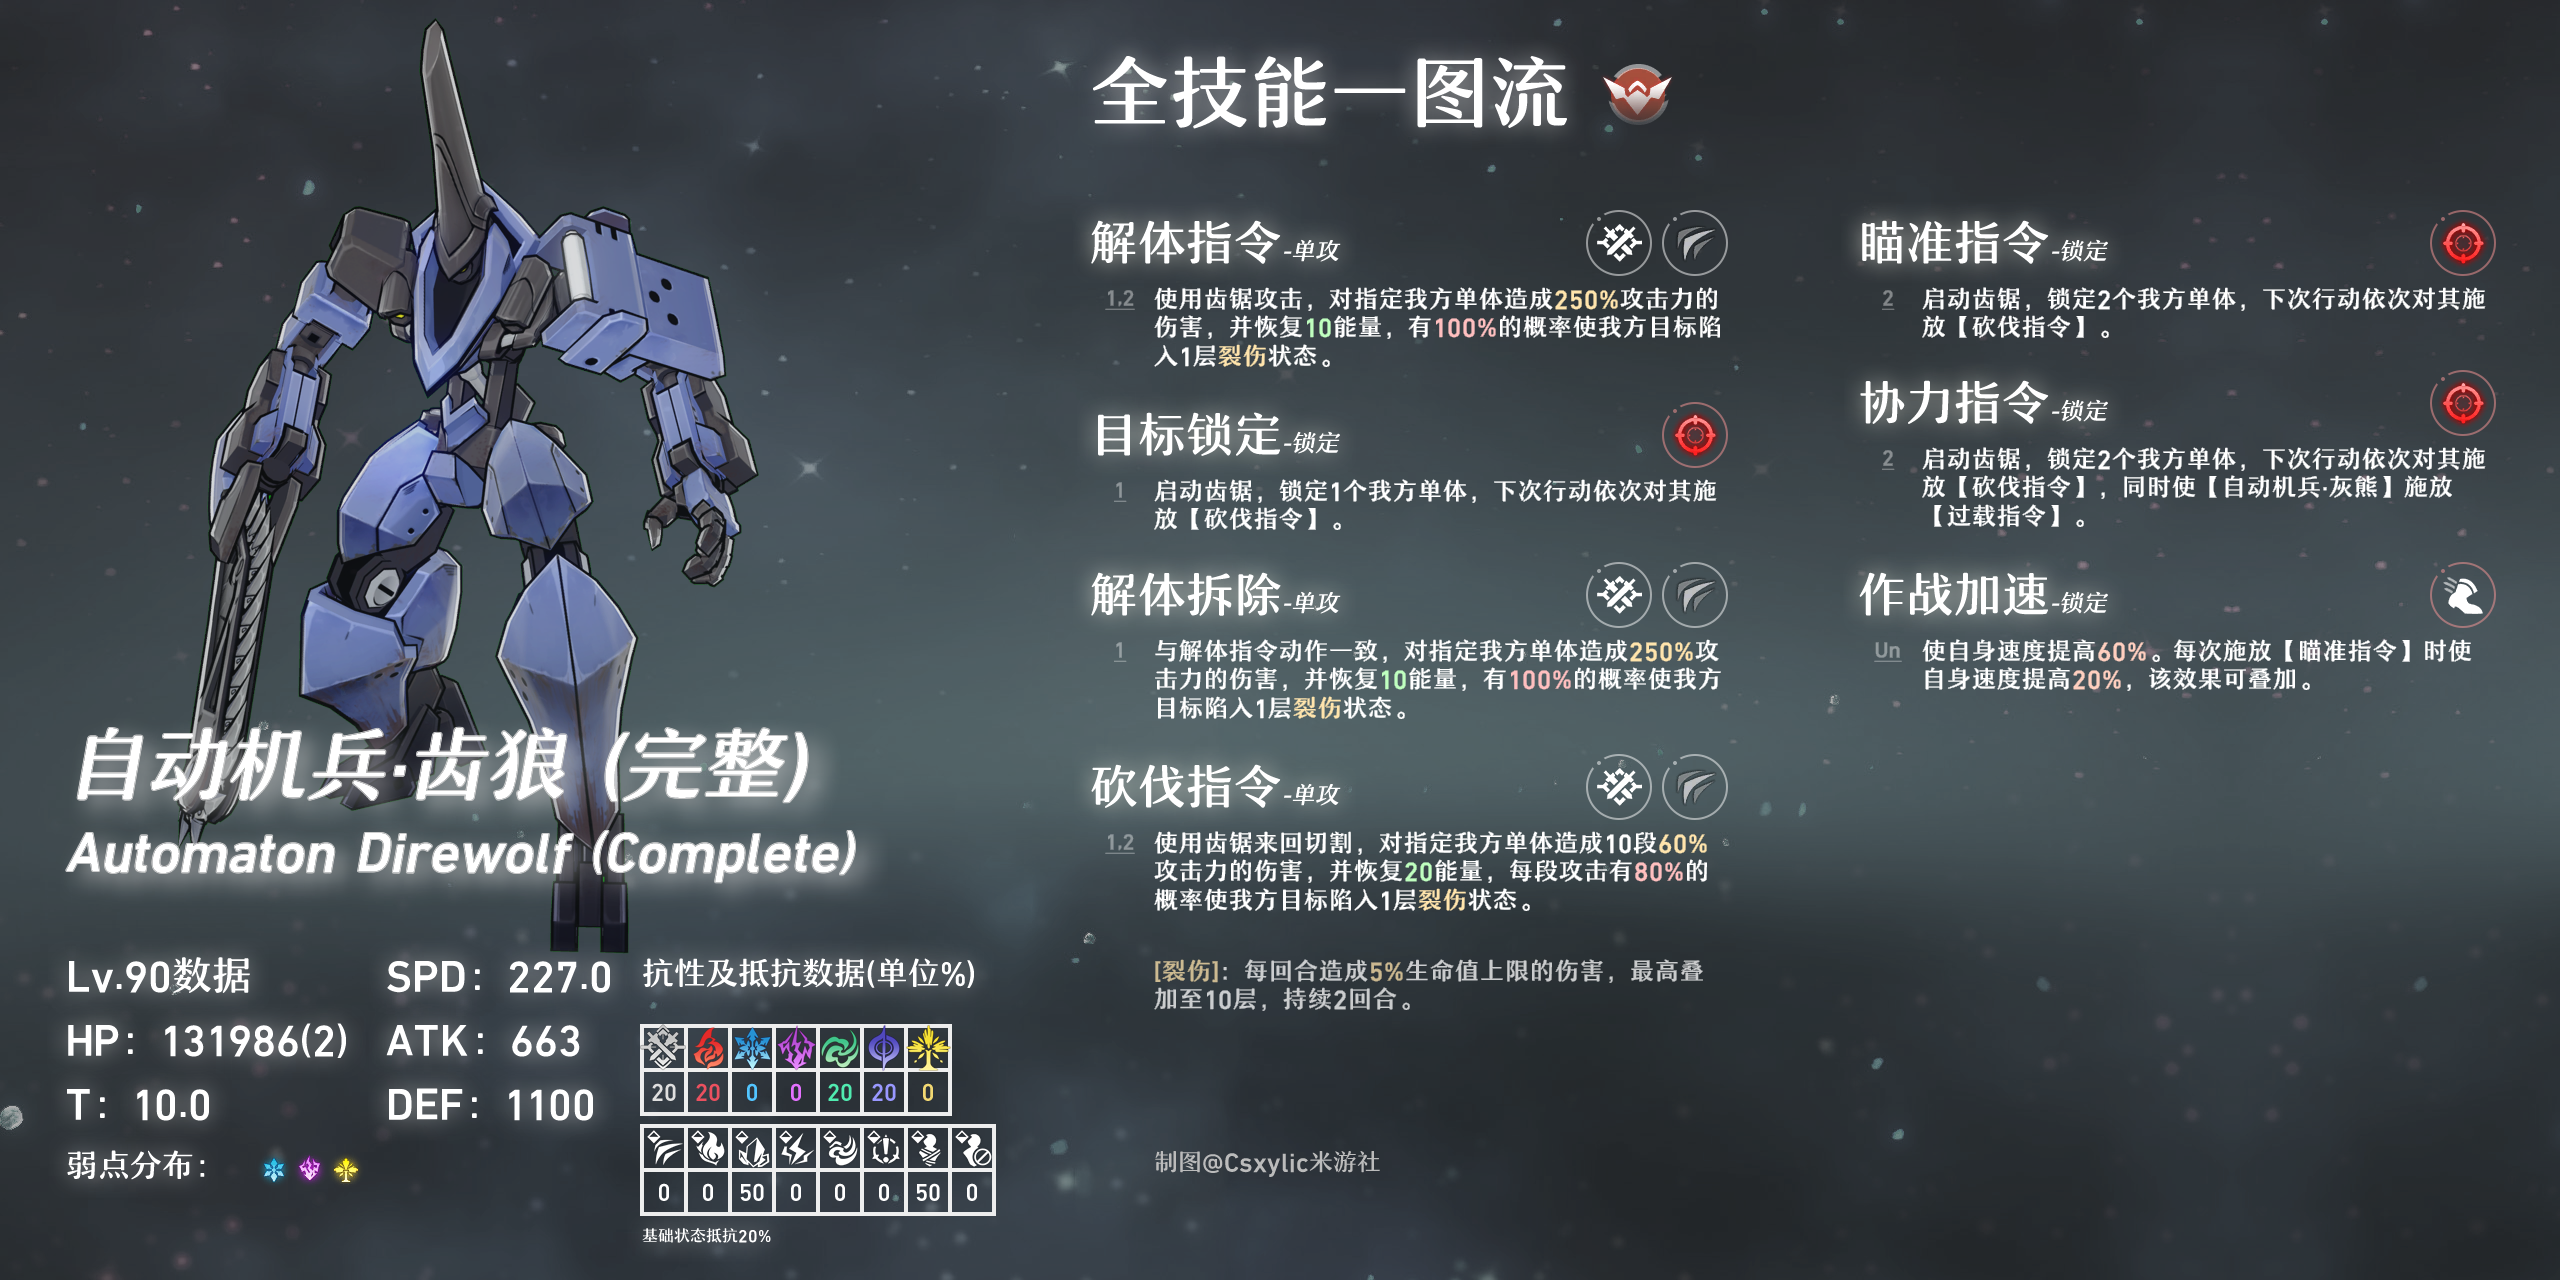 全技能一图流
解体指令-单攻
1,2
使用齿锯攻击，对指定我方单体造成250%攻击力的
伤害，并恢复10能量，有100%的概率使我方目标陷
入1层裂伤状态。
目标锁定-锁定
1
启动齿锯，锁定1个我方单体，下次行动依次对其施
放【砍伐指令】。
解体拆除-单攻
1
与解体指令动作一致，对指定我方单体造成250%攻
击力的伤害，并恢复10能量，有100%的概率使我方
目标陷入1层裂伤状态。
砍伐指令-单攻
1,2
使用齿锯来回切割，对指定我方单体造成10段60%
攻击力的伤害，并恢复20能量，每段攻击有80%的
概率使我方目标陷入1层裂伤状态。
[裂伤]：每回合造成5%生命值上限的伤害，最高叠
加至10层，持续2回合。
瞄准指令-锁定
2
启动齿锯，锁定2个我方单体，下次行动依次对其施
放【砍伐指令】。
协力指令-锁定
2
启动齿锯，锁定2个我方单体，下次行动依次对其施
放【砍伐指令】，同时使【自动机兵·灰熊】施放
【过载指令】。
作战加速-锁定
Un
使自身速度提高60%。每次施放【瞄准指令】时使
自身速度提高20%，该效果可叠加。
自动机兵·齿狼 (完整)
Automaton Direwolf (Complete)
Lv.90数据
SPD：227.0
HP：131986(2)
ATK：663
T：10.0
DEF：1100
弱点分布：
抗性及抵抗数据(单位%)
20 20 0 0 20 20 0
0 0 50 0 0 0 50 0
基础状态抵抗20%
制图@Csxylic米游社